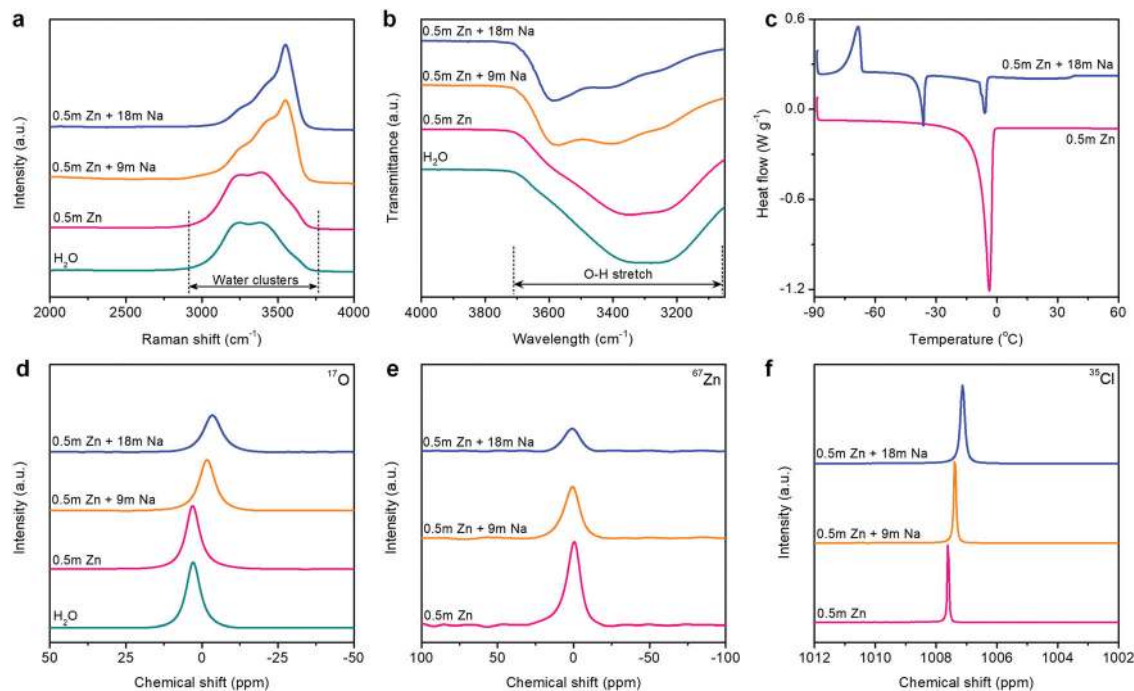 a
Intensity (a.u.)
0.5m Zn + 18m Na
0.5m Zn + 9m Na
0.5m Zn
H₂O
Water clusters
2000 2500 3000 3500 4000
Raman shift (cm⁻¹)
b
Transmittance (a.u.)
0.5m Zn + 18m Na
0.5m Zn + 9m Na
0.5m Zn
H₂O
O-H stretch
4000 3800 3600 3400 3200
Wavelength (cm⁻¹)
c
Heat flow (W g⁻¹)
0.6
0.0
-0.6
-1.2
0.5m Zn + 18m Na
0.5m Zn
-90 -60 -30 0 30 60
Temperature (°C)
d
¹⁷O
Intensity (a.u.)
0.5m Zn + 18m Na
0.5m Zn + 9m Na
0.5m Zn
H₂O
50 25 0 -25 -50
Chemical shift (ppm)
e
⁶⁷Zn
Intensity (a.u.)
0.5m Zn + 18m Na
0.5m Zn + 9m Na
0.5m Zn
100 50 0 -50 -100
Chemical shift (ppm)
f
³⁵Cl
Intensity (a.u.)
0.5m Zn + 18m Na
0.5m Zn + 9m Na
0.5m Zn
1012 1010 1008 1006 1004 1002
Chemical shift (ppm)